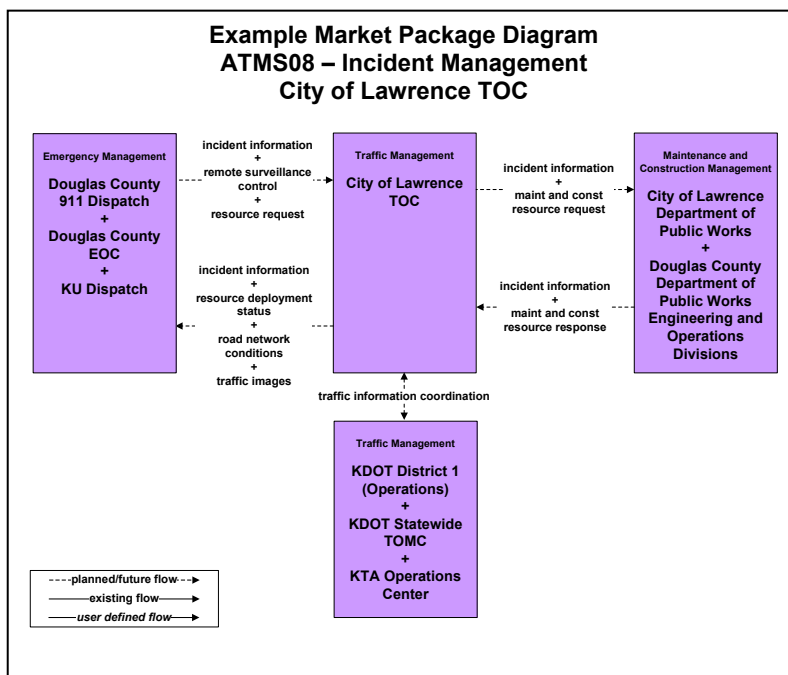 Example Market Package Diagram
ATMS08 – Incident Management
City of Lawrence TOC
Emergency Management
Douglas County
911 Dispatch
+
Douglas County
EOC
+
KU Dispatch
incident information
+
remote surveillance
control
+
resource request
incident information
+
resource deployment
status
+
road network
conditions
+
traffic images
Traffic Management
City of Lawrence
TOC
incident information
+
maint and const
resource request
incident information
+
maint and const
resource response
Maintenance and
Construction Management
City of Lawrence
Department of
Public Works
+
Douglas County
Department of
Public Works
Engineering and
Operations
Divisions
traffic information coordination
Traffic Management
KDOT District 1
(Operations)
+
KDOT Statewide
TOMC
+
KTA Operations
Center
planned/future flow
existing flow
user defined flow